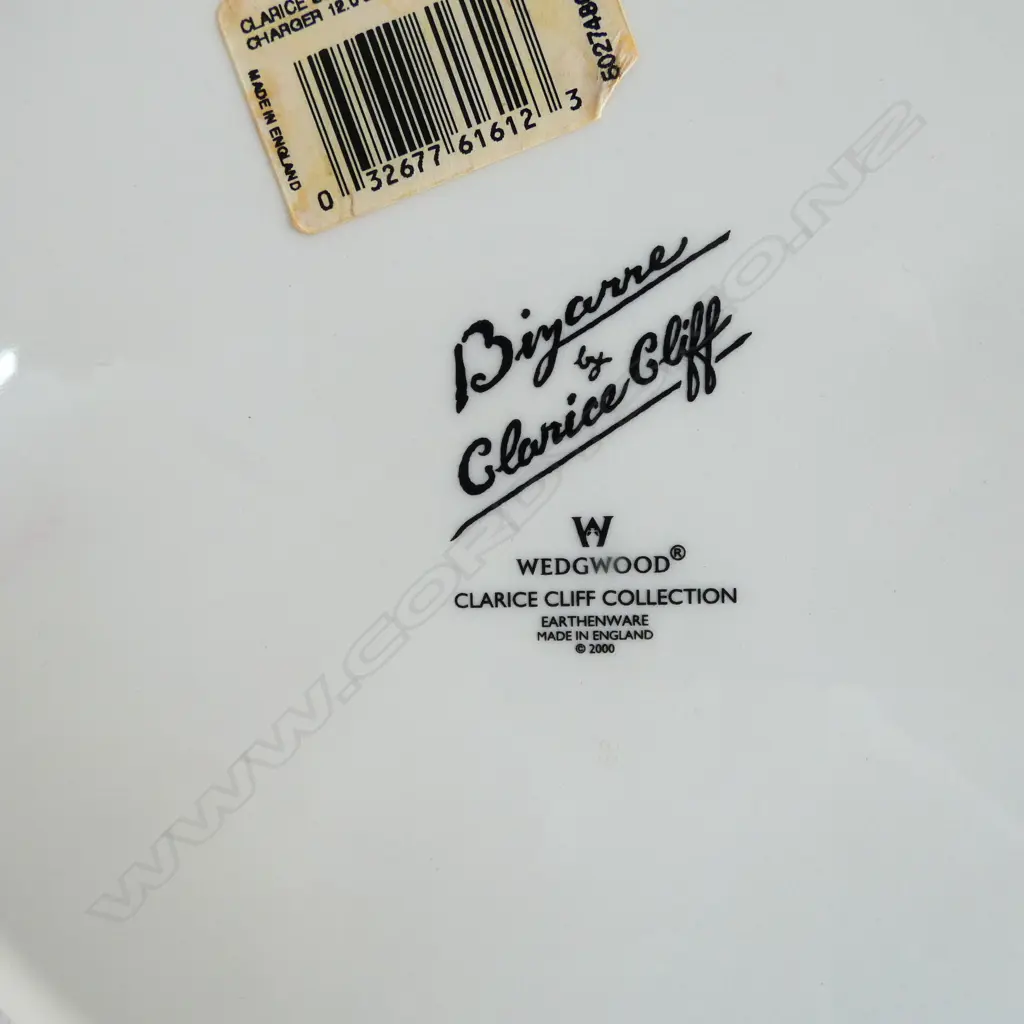 CLARICE
CHARGER 12.0
MADE IN ENGLAND
0 32677 61612 3
Bizarre
by
Clarice Cliff
W
WEDGWOOD®
CLARICE CLIFF COLLECTION
EARTHENWARE
MADE IN ENGLAND
© 2000